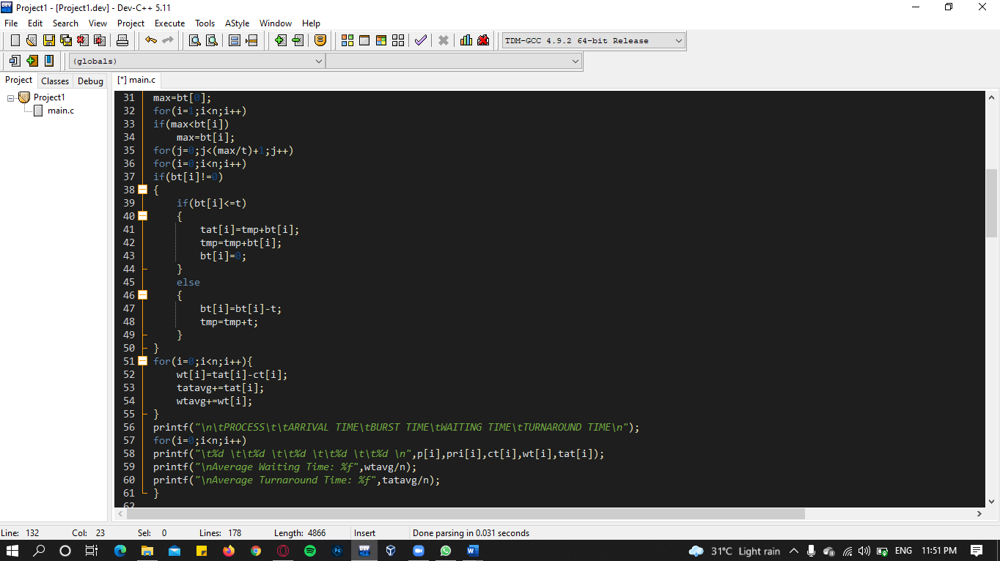 Project1 - [Project1.dev] - Dev-C++ 5.11
File Edit Search View Project Execute Tools AStyle Window Help
TDM-GCC 4.9.2 64-bit Release
(globals)
Project Classes Debug [*] main.c
Project1
main.c
31 max=bt[0];
32 for(i=1;i<n;i++)
33 if(max<bt[i])
34 max=bt[i];
35 for(j=0;j<(max/t)+1;j++)
36 for(i=0;i<n;i++)
37 if(bt[i]!=0)
38 {
39 if(bt[i]<=t)
40 {
41 tat[i]=tmp+bt[i];
42 tmp=tmp+bt[i];
43 bt[i]=0;
44 }
45 else
46 {
47 bt[i]=bt[i]-t;
48 tmp=tmp+t;
49 }
50 }
51 for(i=0;i<n;i++){
52 wt[i]=tat[i]-ct[i];
53 tatavg+=tat[i];
54 wtavg+=wt[i];
55 }
56 printf("\n\tPROCESS\t\tARRIVAL TIME\tBURST TIME\tWAITING TIME\tTURNAROUND TIME\n");
57 for(i=0;i<n;i++)
58 printf("\t%d \t\t%d \t\t%d \t\t%d \t\t%d \n",p[i],pri[i],ct[i],wt[i],tat[i]);
59 printf("\nAverage Waiting Time: %f",wtavg/n);
60 printf("\nAverage Turnaround Time: %f",tatavg/n);
61 }
62
Line: 132 Col: 23 Sel: 0 Lines: 178 Length: 4866 Insert Done parsing in 0.031 seconds
31°C Light rain ENG 11:51 PM